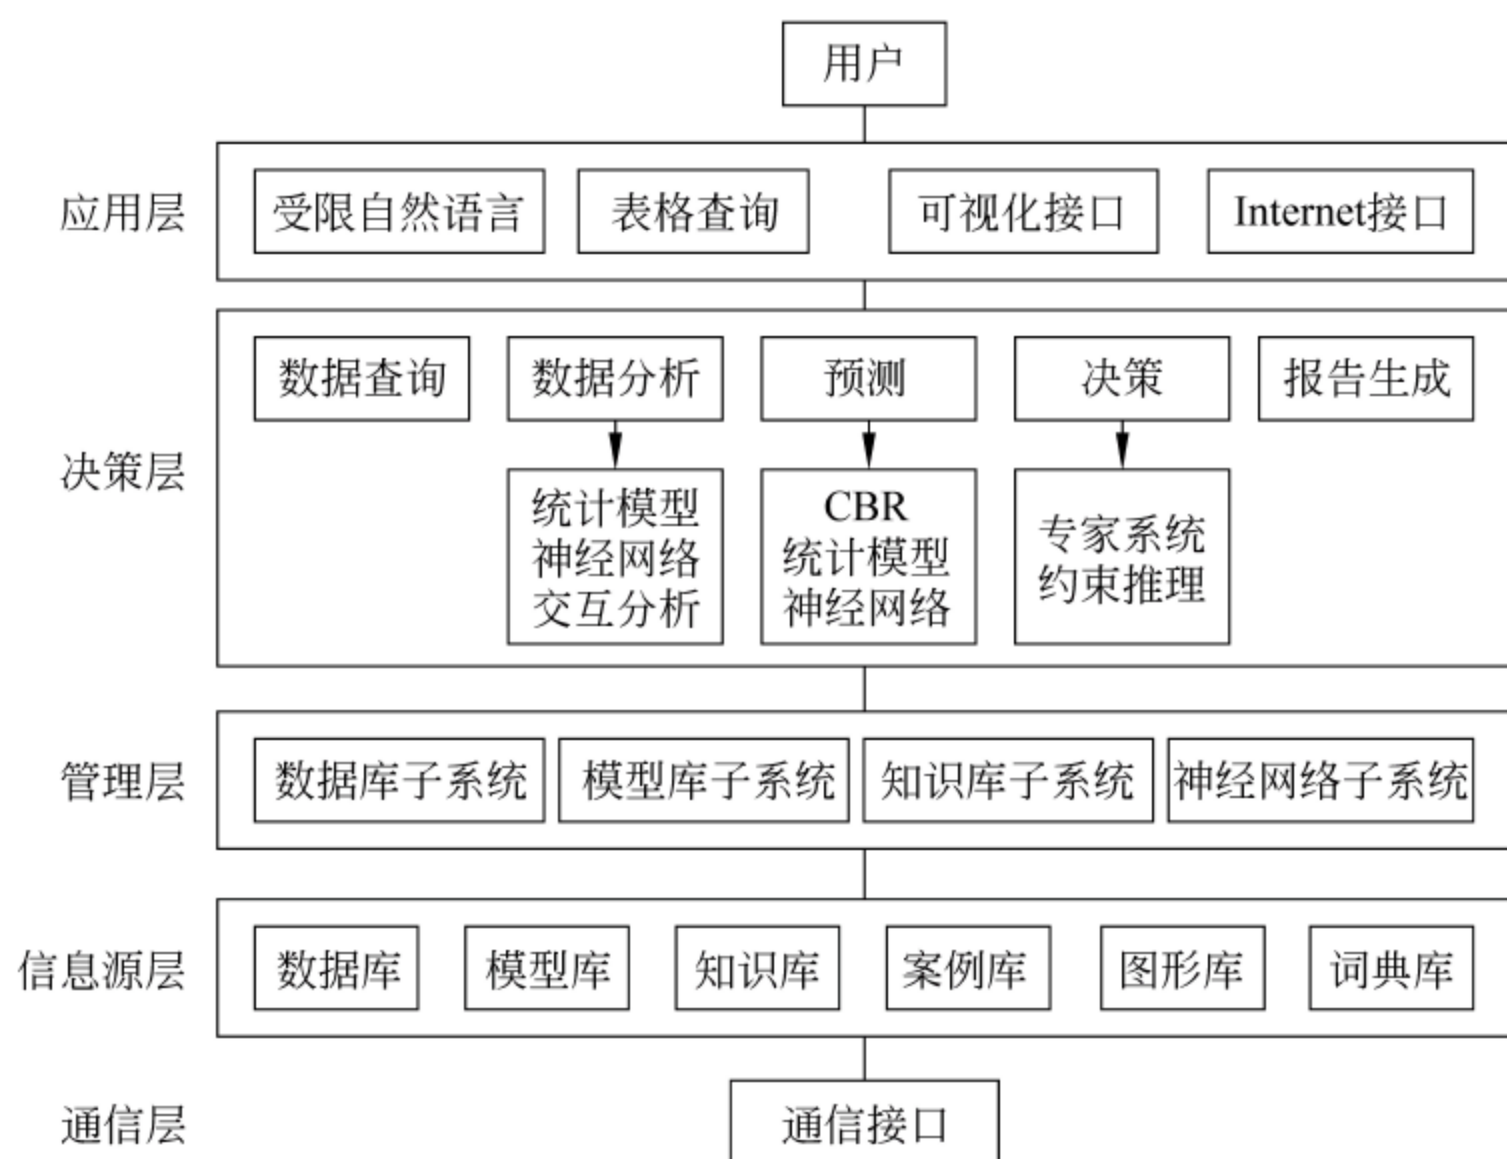 用户
应用层
受限自然语言
表格查询
可视化接口
Internet接口
决策层
数据查询
数据分析
预测
决策
报告生成
统计模型
神经网络
交互分析
CBR
统计模型
神经网络
专家系统
约束推理
管理层
数据库子系统
模型库子系统
知识库子系统
神经网络子系统
信息源层
数据库
模型库
知识库
案例库
图形库
词典库
通信层
通信接口